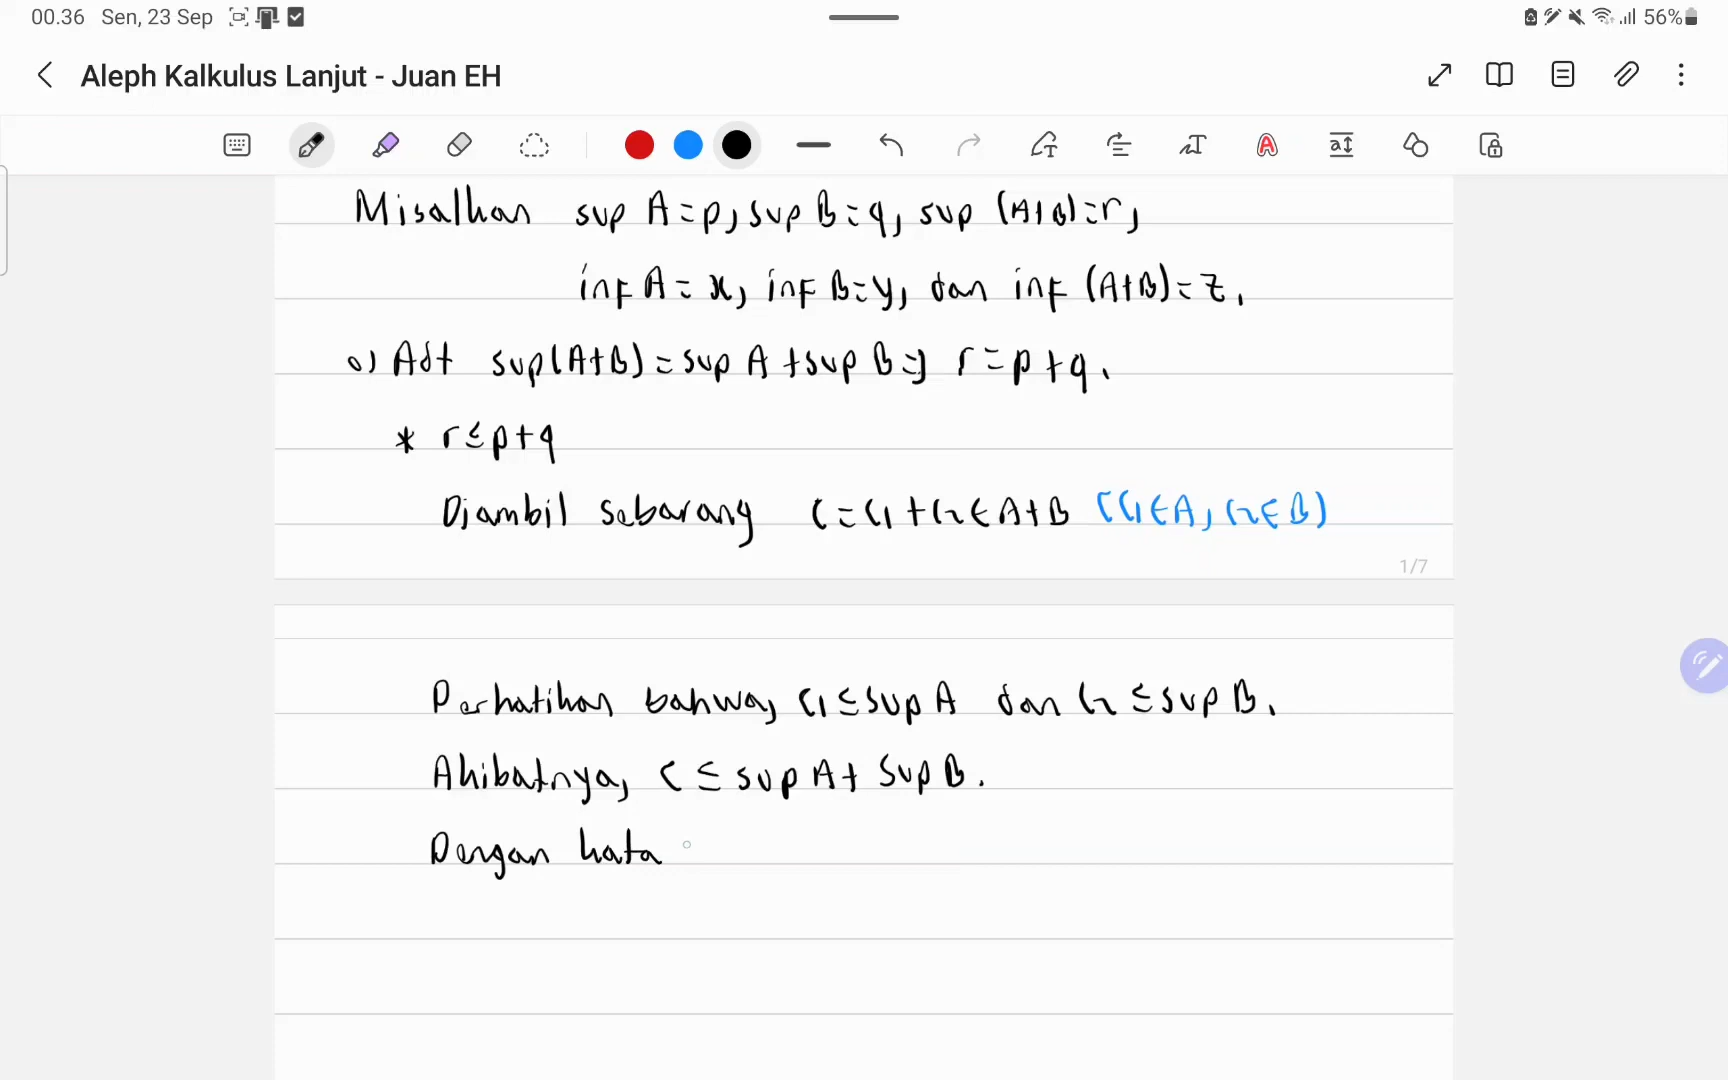 00.36 Sen, 23 Sep 56%
Aleph Kalkulus Lanjut - Juan EH
Misalkan sup A=p, sup B=q, sup (A+B)=r,
inf A=x, inf B=y, dan inf (A+B)=z.
o) Adt sup(A+B)=sup A+sup B⇒ r=p+q.
* r≤p+q
Diambil sebarang c=c1+c2∈A+B (c1∈A, c2∈B)
1/7
Perhatikan bahwa, c1≤sup A dan c2≤sup B.
Akibatnya, c≤sup A+ sup B.
Dengan kata